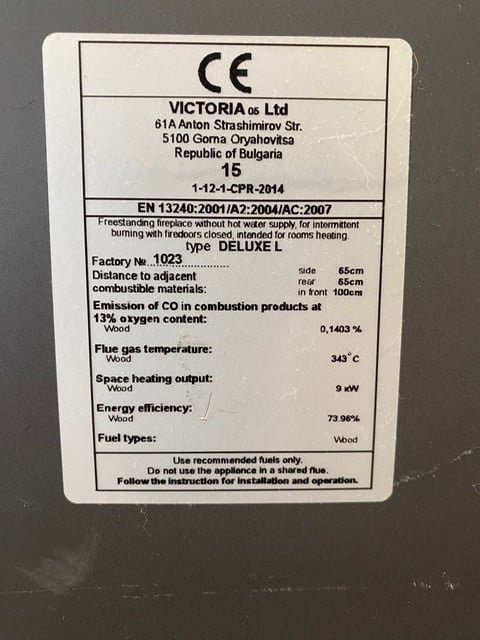 CE
VICTORIA 05 Ltd
61A Anton Strashimirov Str.
5100 Gorna Oryahovitsa
Republic of Bulgaria
15
1-12-1-CPR-2014
EN 13240:2001/A2:2004/AC:2007
Freestanding fireplace without hot water supply, for intermittent
burning with firedoors closed, intended for rooms heating.
type DELUXE L
Factory № 1023
Distance to adjacent side 65cm
combustible materials: rear 65cm
in front 100cm
Emission of CO in combustion products at
13% oxygen content:
Wood 0,1403 %
Flue gas temperature:
Wood 343°C
Space heating output:
Wood 9 kW
Energy efficiency:
Wood 73.96%
Fuel types: Wood
Use recommended fuels only.
Do not use the appliance in a shared flue.
Follow the instruction for installation and operation.